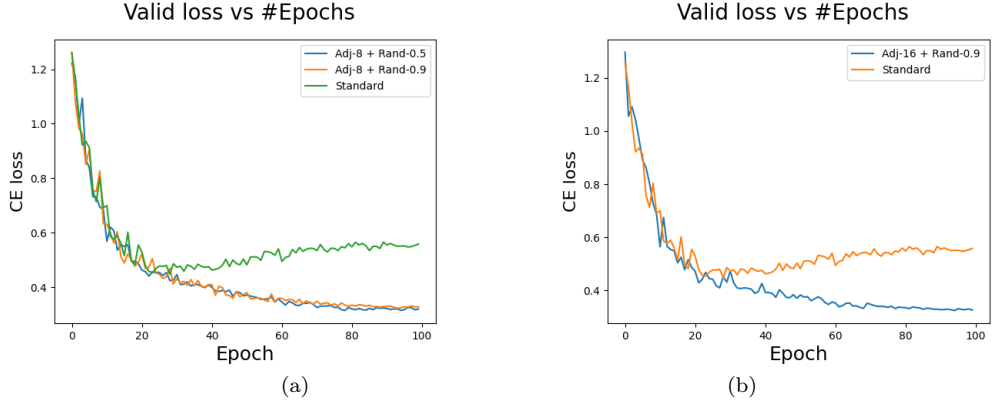 Valid loss vs #Epochs
Adj-8 + Rand-0.5
Adj-8 + Rand-0.9
Standard
1.2
1.0
0.8
0.6
0.4
CE loss
0 20 40 60 80 100
Epoch
(a)
Valid loss vs #Epochs
Adj-16 + Rand-0.9
Standard
1.2
1.0
0.8
0.6
0.4
CE loss
0 20 40 60 80 100
Epoch
(b)